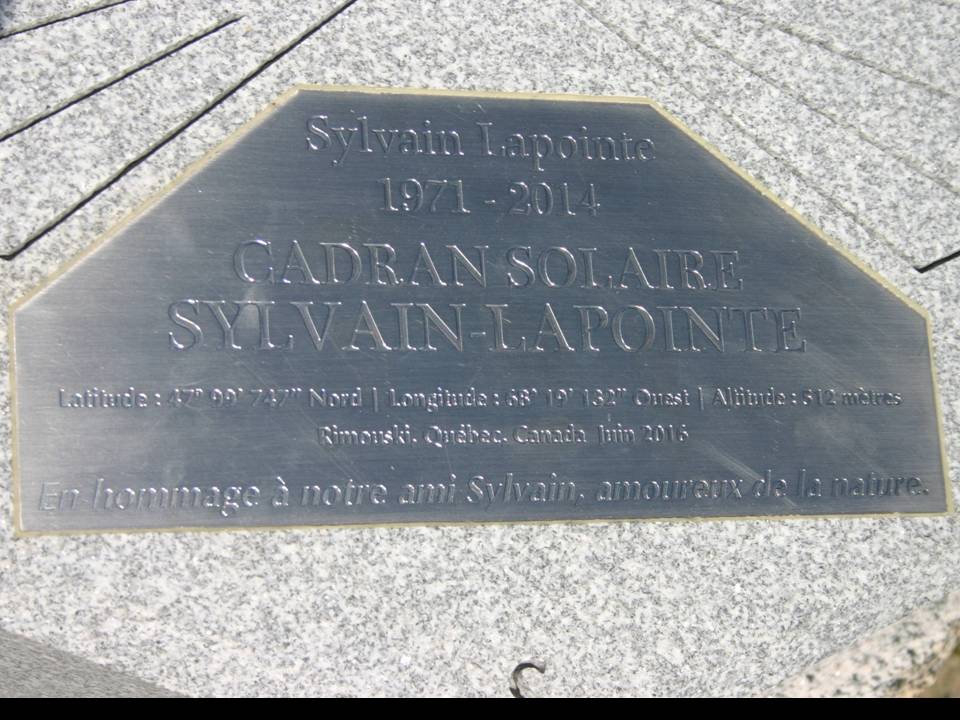 Sylvain Lapointe
1971 - 2014
CADRAN SOLAIRE
SYLVAIN-LAPOINTE
Latitude : 47° 99' 747" Nord | Longitude : 68° 19' 132" Ouest | Altitude : 312 mètres
Rimouski, Québec, Canada Juin 2016
En hommage à notre ami Sylvain, amoureux de la nature.